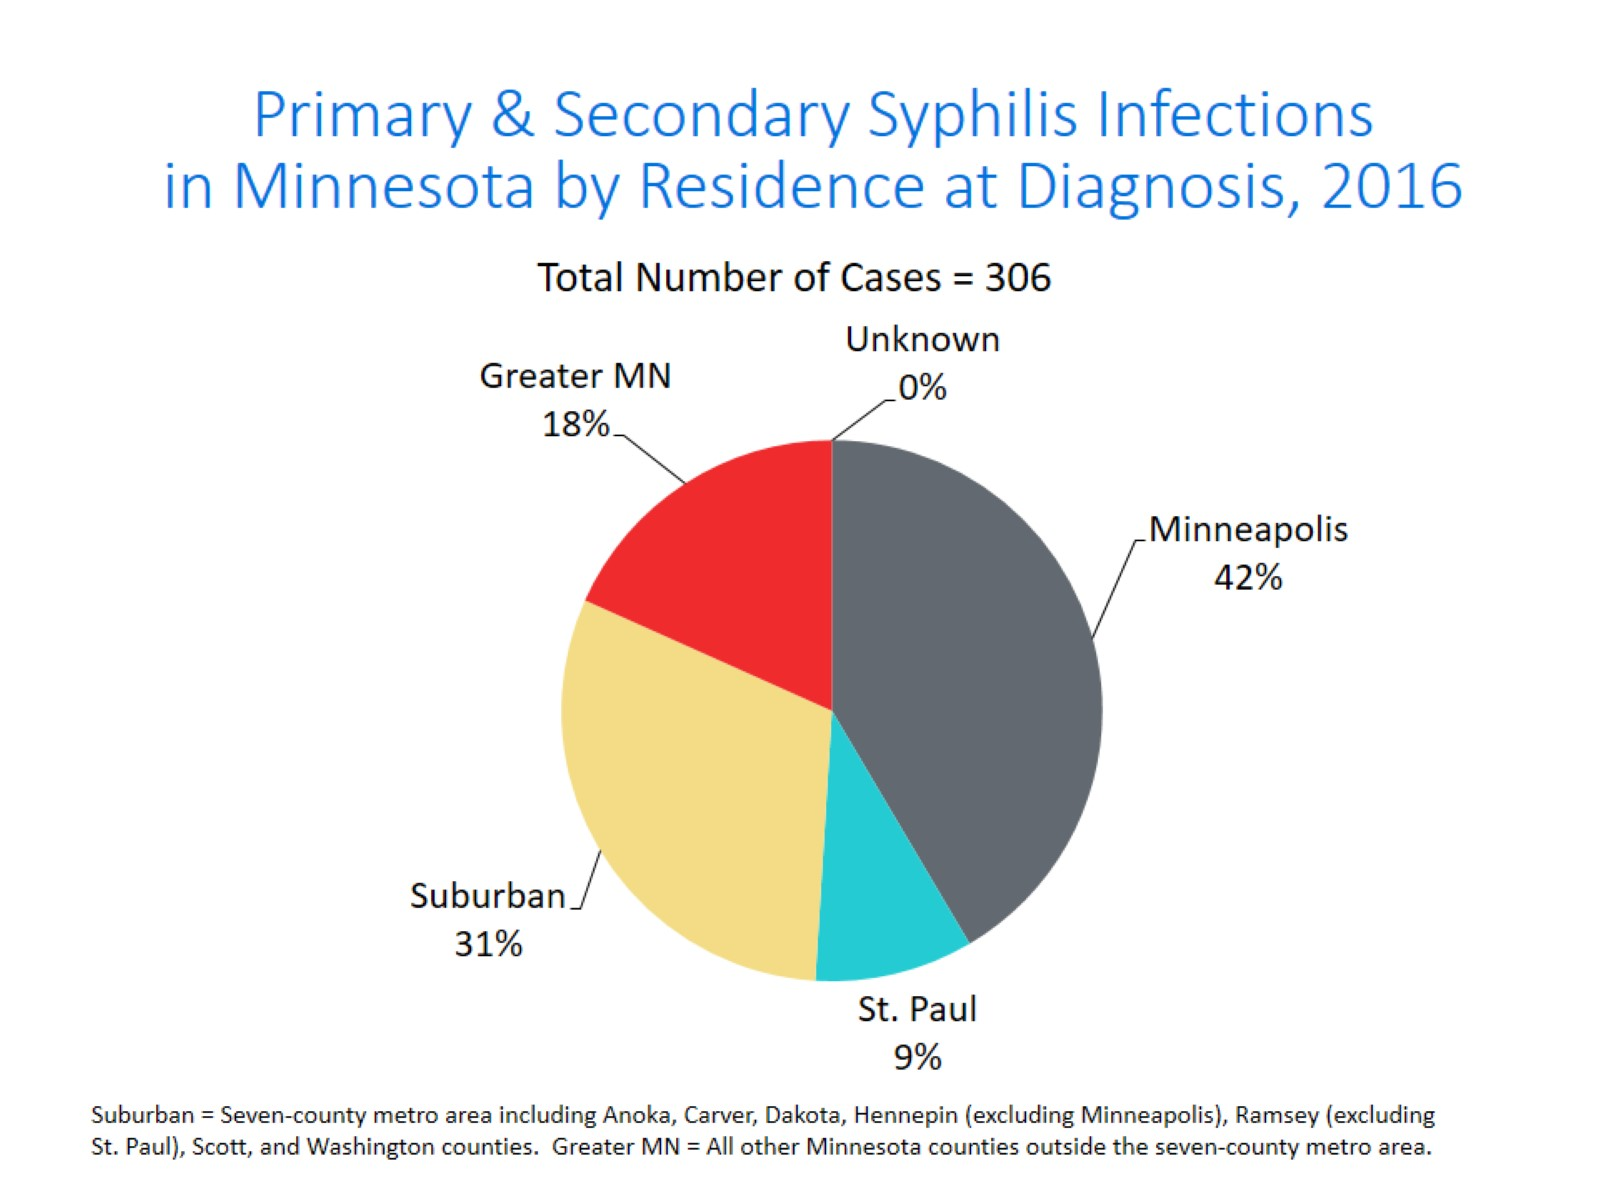 Primary & Secondary Syphilis Infections
in Minnesota by Residence at Diagnosis, 2016
Total Number of Cases = 306
Unknown
0%
Greater MN
18%
Minneapolis
42%
Suburban
31%
St. Paul
9%
Suburban = Seven-county metro area including Anoka, Carver, Dakota, Hennepin (excluding Minneapolis), Ramsey (excluding
St. Paul), Scott, and Washington counties.  Greater MN = All other Minnesota counties outside the seven-county metro area.